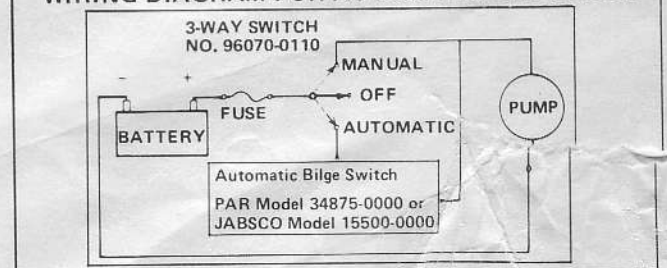 3-WAY SWITCH
NO. 96070-0110
MANUAL
- +
OFF
FUSE
PUMP
BATTERY
AUTOMATIC
Automatic Bilge Switch
PAR Model 34875-0000 or
JABSCO Model 15500-0000